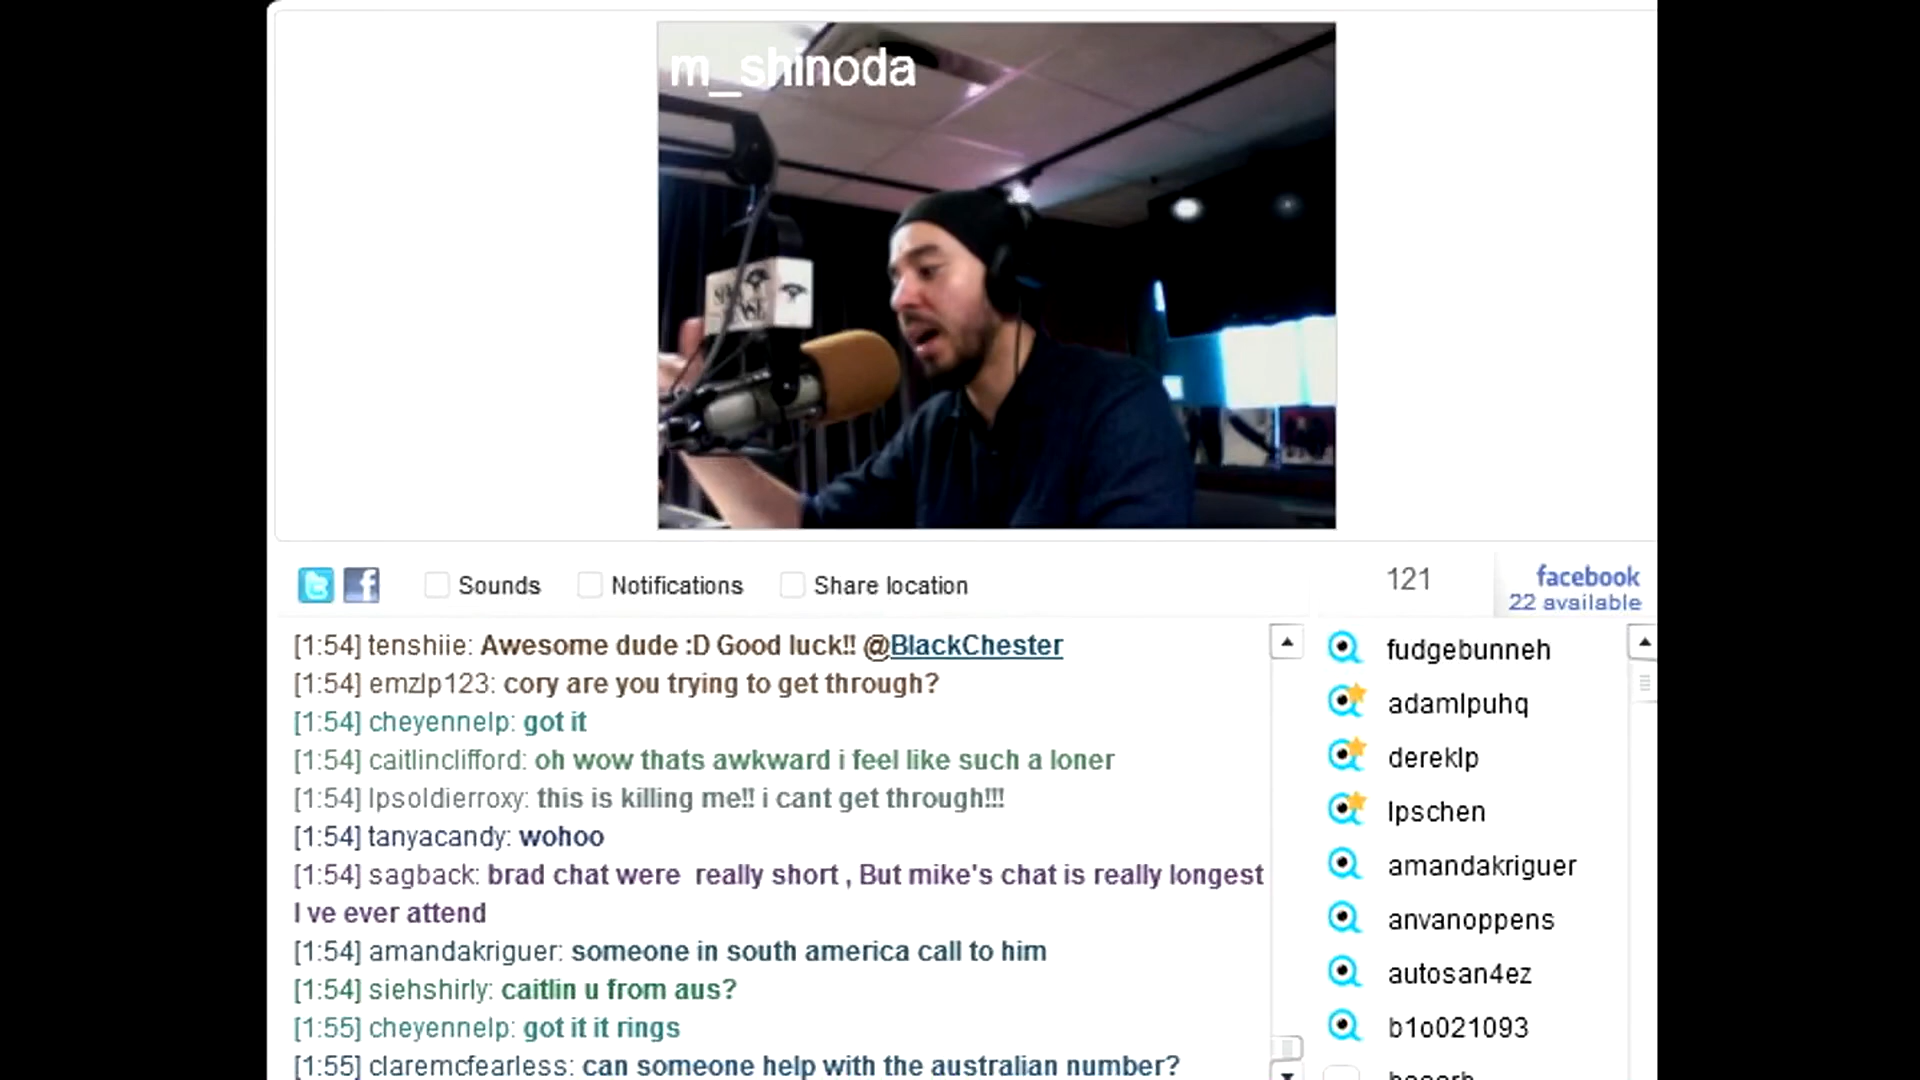 m_shinoda
Sounds
Notifications
Share location
121
facebook
22 available
[1:54] tenshiie: Awesome dude :D Good luck!! @BlackChester
[1:54] emzlp123: cory are you trying to get through?
[1:54] cheyennelp: got it
[1:54] caitlinclifford: oh wow thats awkward i feel like such a loner
[1:54] lpsoldierroxy: this is killing me!! i cant get through!!!
[1:54] tanyacandy: wohoo
[1:54] sagback: brad chat were really short , But mike's chat is really longest
I ve ever attend
[1:54] amandakriguer: someone in south america call to him
[1:54] siehshirly: caitlin u from aus?
[1:55] cheyennelp: got it it rings
[1:55] claremcfearless: can someone help with the australian number?
fudgebunneh
adamlpuhq
dereklp
lpschen
amandakriguer
anvanoppens
autosan4ez
b1o021093